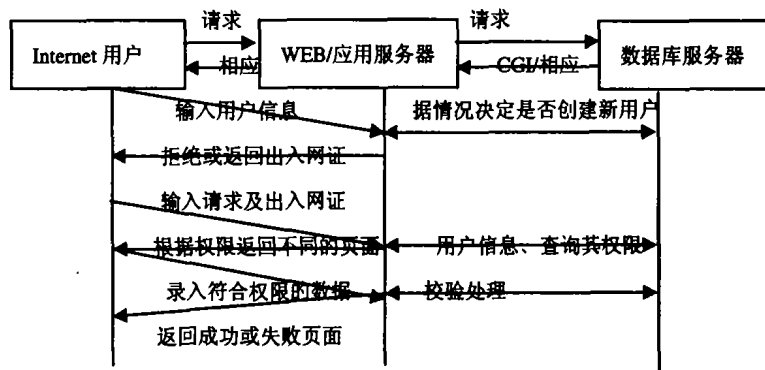 请求
请求
Internet 用户
WEB/应用服务器
数据库服务器
相应
CGI/相应
输入用户信息
据情况决定是否创建新用户
拒绝或返回出入网证
输入请求及出入网证
根据权限返回不同的页面
用户信息、查询其权限
录入符合权限的数据
校验处理
返回成功或失败页面